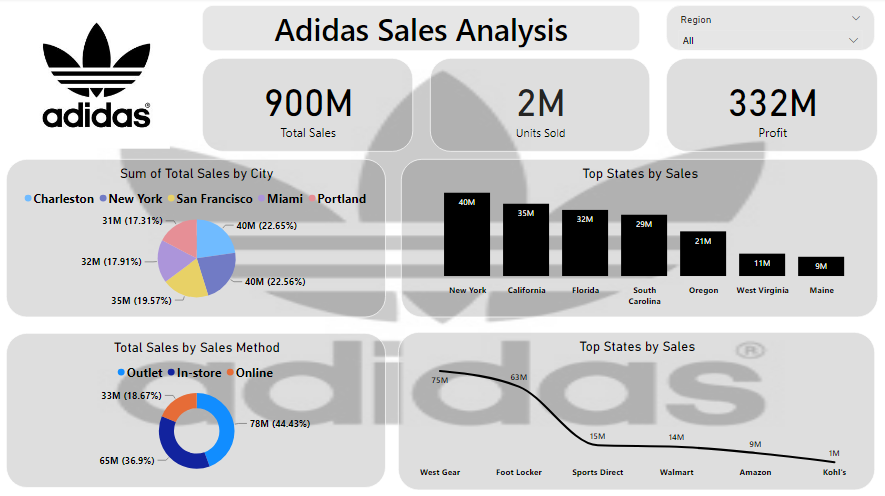 adidas®
Adidas Sales Analysis
Region
All
900M
Total Sales
2M
Units Sold
332M
Profit
Sum of Total Sales by City
Charleston New York San Francisco Miami Portland
31M (17.31%)
40M (22.65%)
32M (17.91%)
40M (22.56%)
35M (19.57%)
Top States by Sales
40M
35M
32M
29M
21M
11M
9M
New York
California
Florida
South
Carolina
Oregon
West Virginia
Maine
Total Sales by Sales Method
Outlet In-store Online
33M (18.67%)
78M (44.43%)
65M (36.9%)
Top States by Sales
75M
63M
15M
14M
9M
1M
West Gear
Foot Locker
Sports Direct
Walmart
Amazon
Kohl's
adidas®